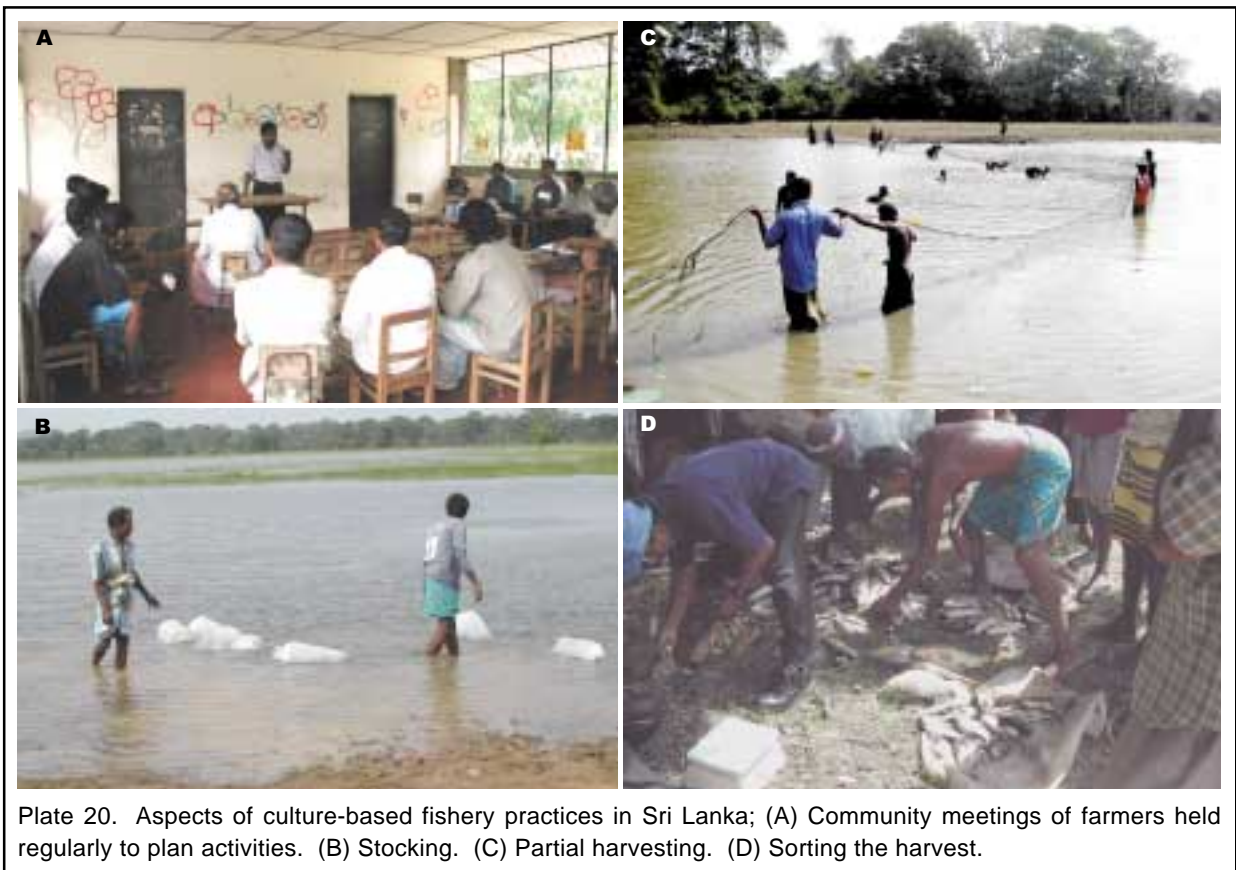 A
C
B
D
Plate 20. Aspects of culture-based fishery practices in Sri Lanka; (A) Community meetings of farmers held
regularly to plan activities. (B) Stocking. (C) Partial harvesting. (D) Sorting the harvest.